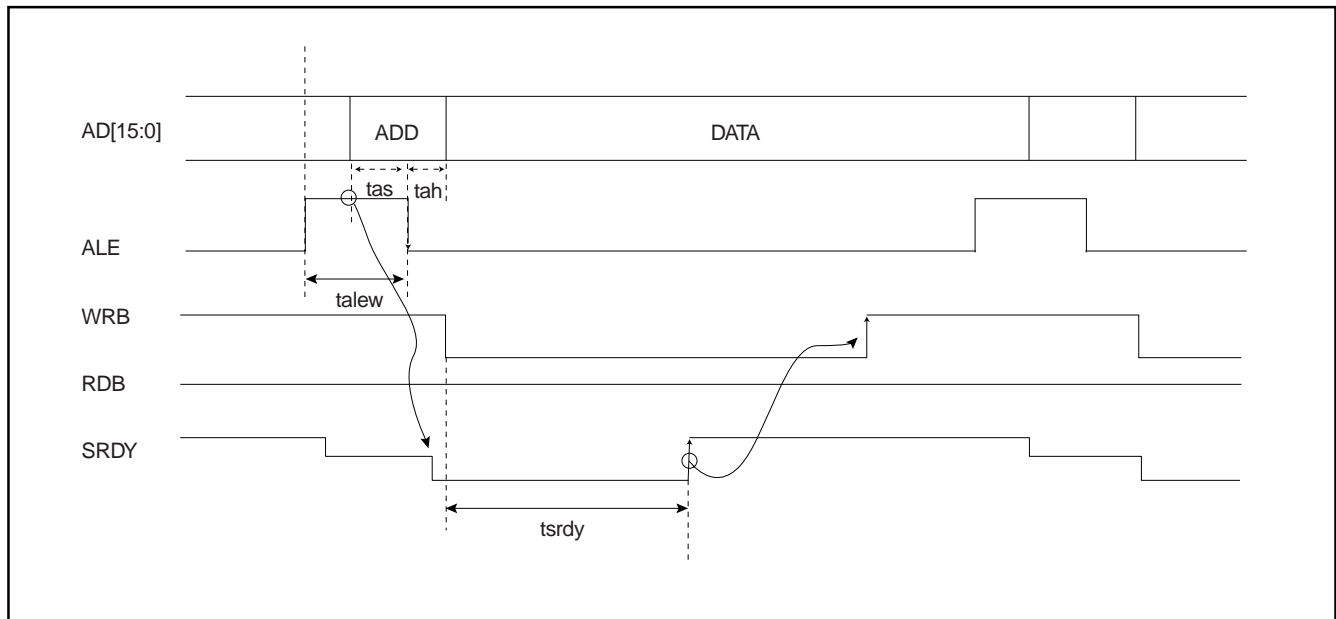 AD[15:0]
ADD
DATA
tas
tah
ALE
talew
WRB
RDB
SRDY
tsrdy